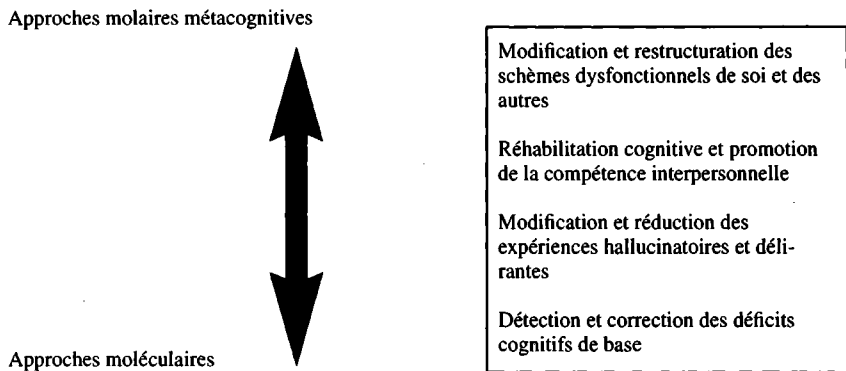 Approches molaires métacognitives
Modification et restructuration des
schèmes dysfonctionnels de soi et des
autres
Réhabilitation cognitive et promotion
de la compétence interpersonnelle
Modification et réduction des
expériences hallucinatoires et déli-
rantes
Détection et correction des déficits
cognitifs de base
Approches moléculaires